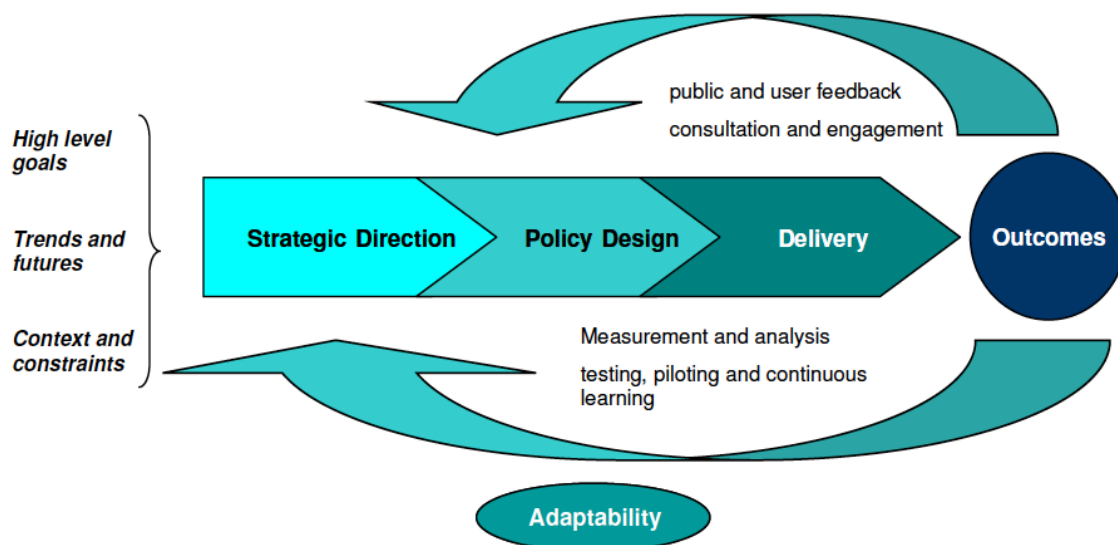 public and user feedback
consultation and engagement
High level
goals
Trends and
futures
Context and
constraints
Strategic Direction
Policy Design
Delivery
Outcomes
Measurement and analysis
testing, piloting and continuous
learning
Adaptability